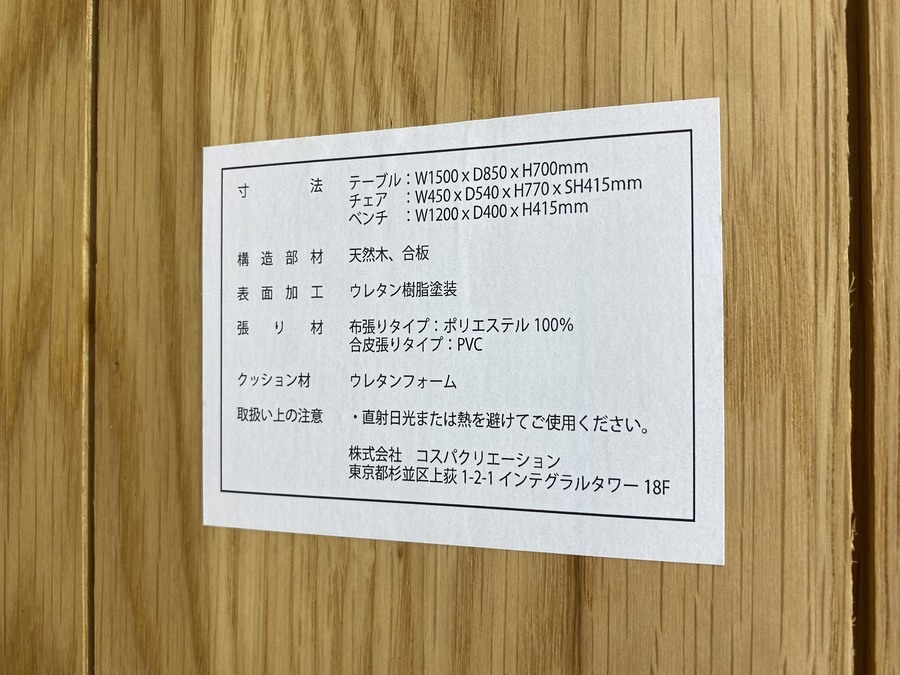 寸法 テーブル：W1500 x D850 x H700mm
チェア ：W450 x D540 x H770 x SH415mm
ベンチ ：W1200 x D400 x H415mm
構造部材 天然木、合板
表面加工 ウレタン樹脂塗装
張り材 布張りタイプ：ポリエステル 100%
合皮張りタイプ：PVC
クッション材 ウレタンフォーム
取扱い上の注意 ・直射日光または熱を避けてご使用ください。
株式会社 コスパクリエーション
東京都杉並区上荻 1-2-1 インテグラルタワー 18F